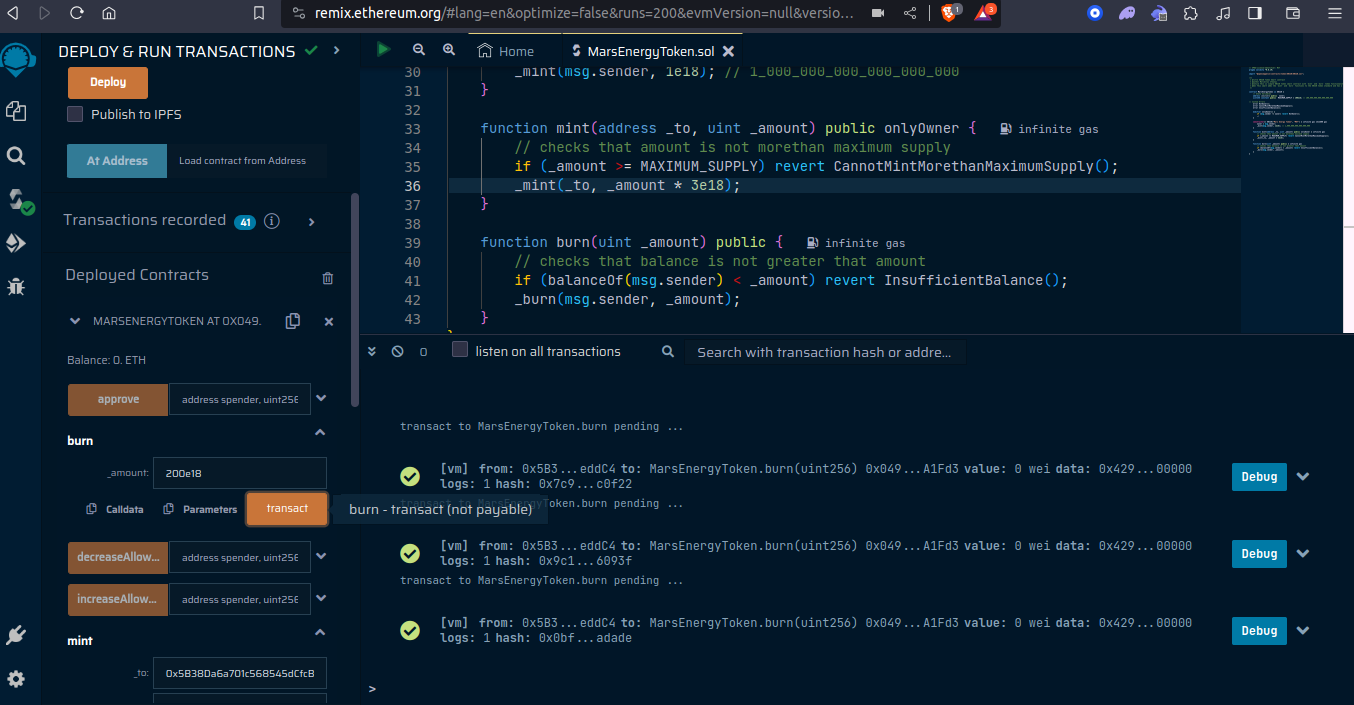 remix.ethereum.org/#lang=en&optimize=false&runs=200&evmVersion=null&versio...
1
3
DEPLOY & RUN TRANSACTIONS
Deploy
Publish to IPFS
At Address
Load contract from Address
Transactions recorded 41 i
Deployed Contracts
MARSENERGYTOKEN AT 0X049.
Balance: 0. ETH
approve
address spender, uint256
burn
_amount:
200e18
Calldata
Parameters
transact
burn - transact (not payable)
decreaseAllow...
address spender, uint256
increaseAllow...
address spender, uint256
mint
_to:
0x5B38Da6a701c568545dCfcB
Home
MarsEnergyToken.sol
30 _mint(msg.sender, 1e18); // 1_000_000_000_000_000_000
31 }
32
33 function mint(address _to, uint _amount) public onlyOwner { infinite gas
34 // checks that amount is not morethan maximum supply
35 if (_amount >= MAXIMUM_SUPPLY) revert CannotMintMorethanMaximumSupply();
36 _mint(_to, _amount * 3e18);
37 }
38
39 function burn(uint _amount) public { infinite gas
40 // checks that balance is not greater that amount
41 if (balanceOf(msg.sender) < _amount) revert InsufficientBalance();
42 _burn(msg.sender, _amount);
43 }
0
listen on all transactions
Search with transaction hash or addre...
transact to MarsEnergyToken.burn pending ...
[vm] from: 0x5B3...eddC4 to: MarsEnergyToken.burn(uint256) 0x049...A1Fd3 value: 0 wei data: 0x429...00000
logs: 1 hash: 0x7c9...c0f22
Debug
transact to MarsEnergyToken.burn pending ...
[vm] from: 0x5B3...eddC4 to: MarsEnergyToken.burn(uint256) 0x049...A1Fd3 value: 0 wei data: 0x429...00000
logs: 1 hash: 0x9c1...6093f
Debug
transact to MarsEnergyToken.burn pending ...
[vm] from: 0x5B3...eddC4 to: MarsEnergyToken.burn(uint256) 0x049...A1Fd3 value: 0 wei data: 0x429...00000
logs: 1 hash: 0x0bf...adade
Debug
>